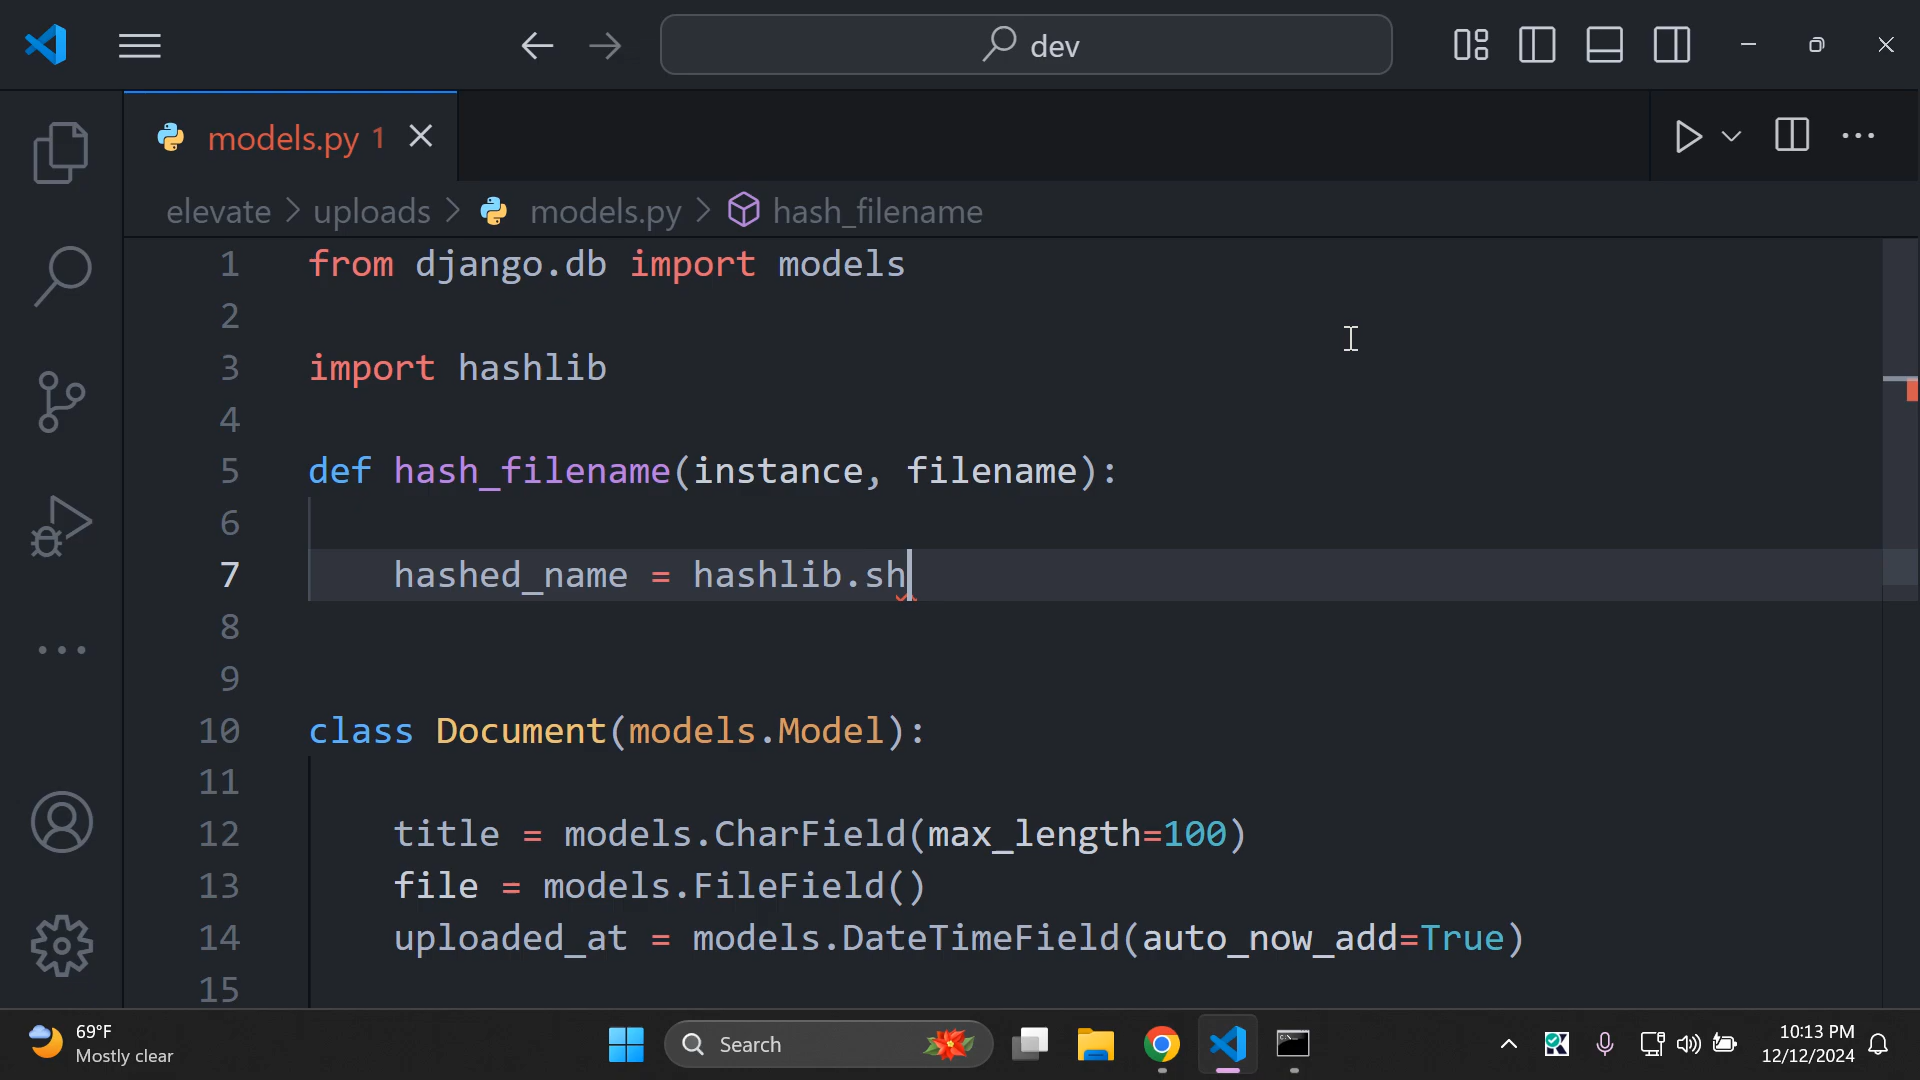 dev
models.py 1
elevate > uploads > models.py > hash_filename
1 from django.db import models
2
3 import hashlib
4
5 def hash_filename(instance, filename):
6
7 hashed_name = hashlib.sh
8
9
10 class Document(models.Model):
11
12 title = models.CharField(max_length=100)
13 file = models.FileField()
14 uploaded_at = models.DateTimeField(auto_now_add=True)
15
69°F
Mostly clear
Search
10:13 PM
12/12/2024